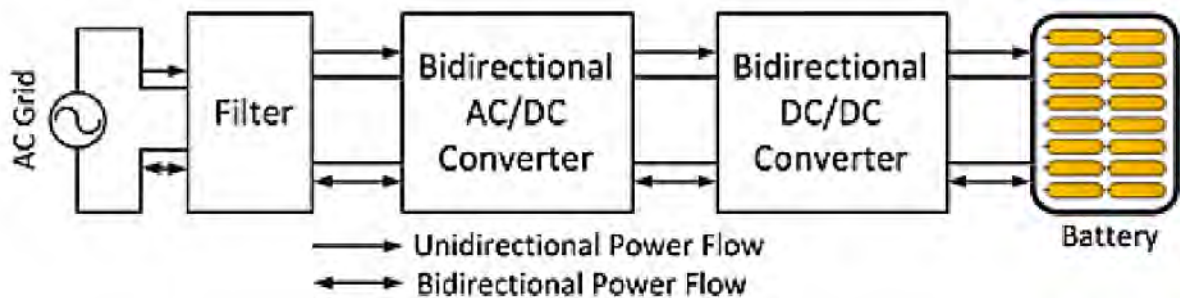 AC Grid
Filter
Bidirectional
AC/DC
Converter
Bidirectional
DC/DC
Converter
Battery
Unidirectional Power Flow
Bidirectional Power Flow